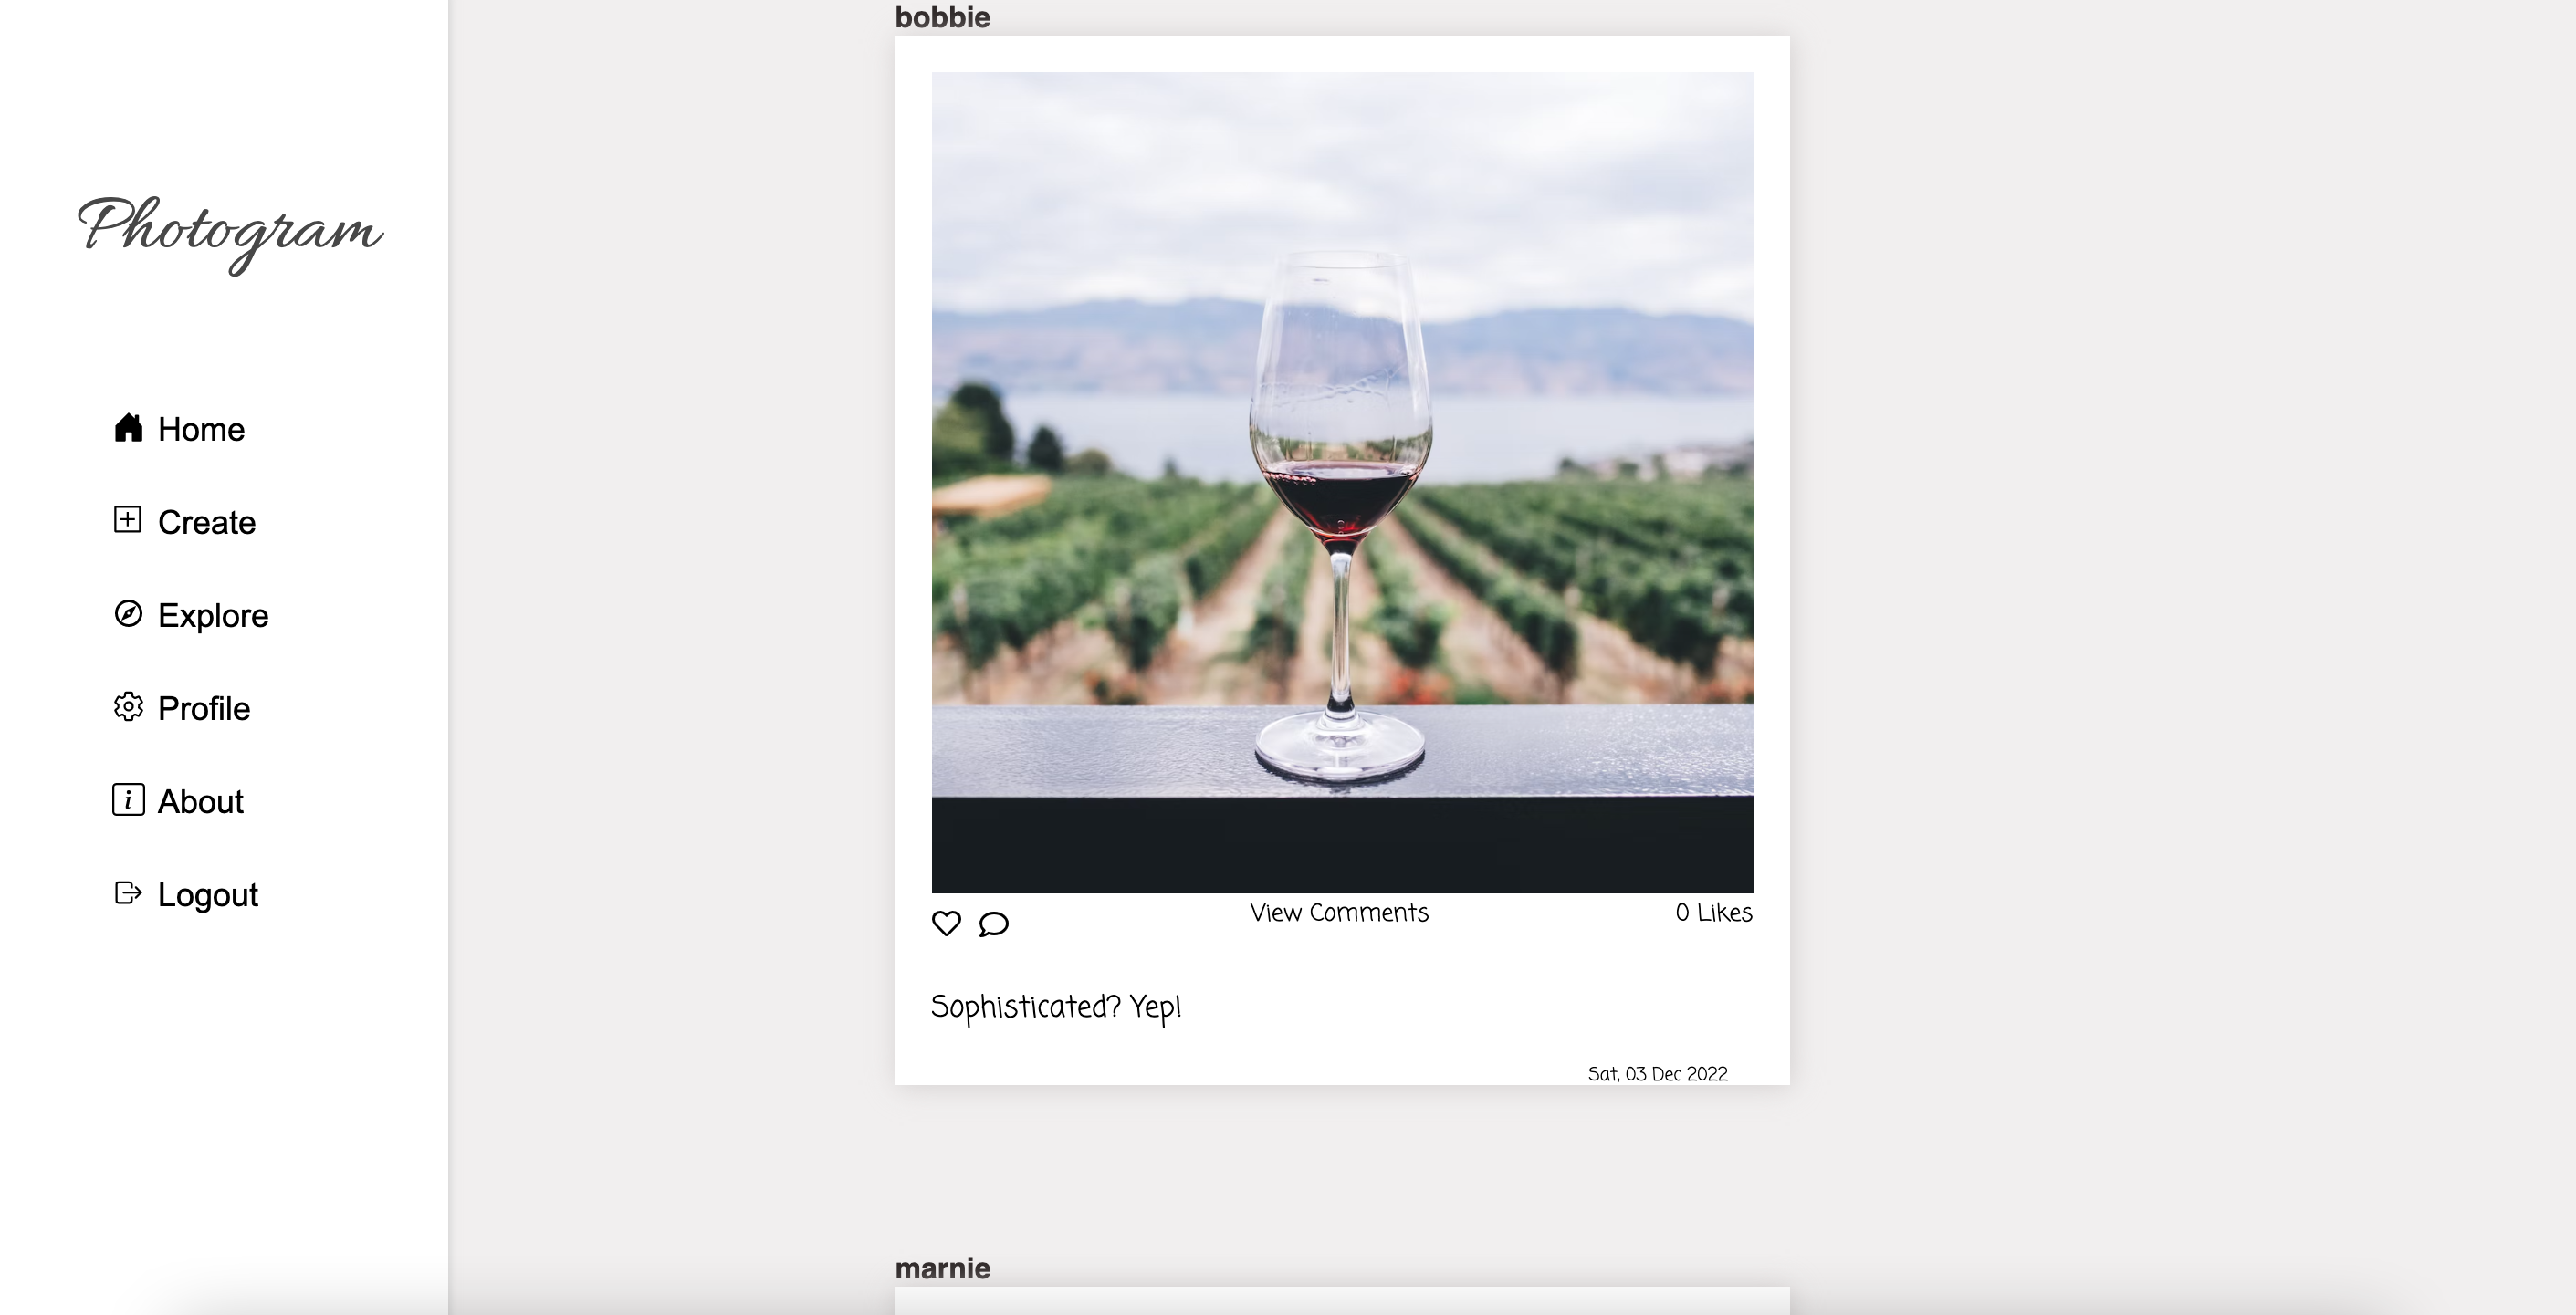 Photogram
Home
Create
Explore
Profile
About
Logout
bobbie
View Comments
0 Likes
Sophisticated? Yep!
Sat, 03 Dec 2022
marnie